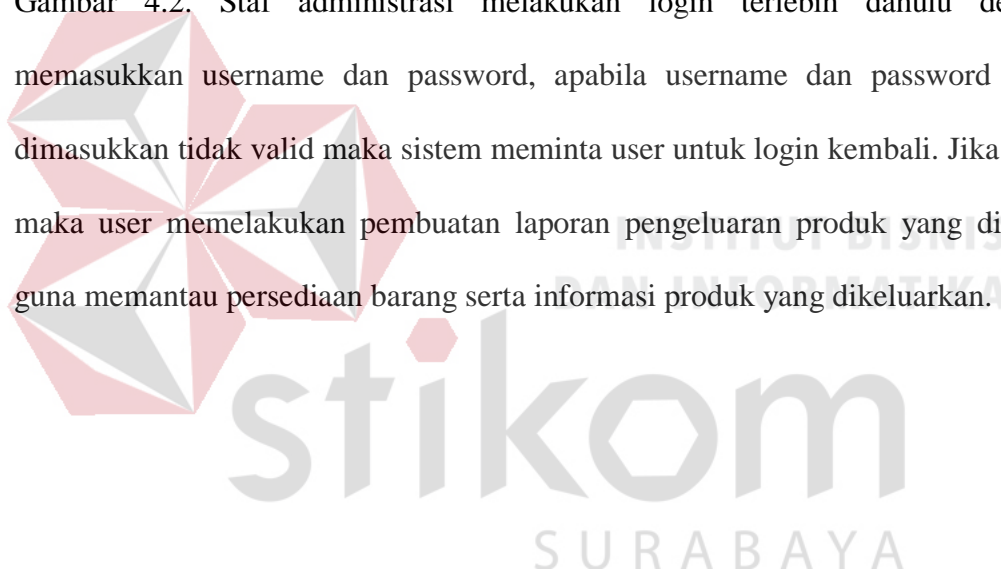 Gambar 4.2. Staf administrasi melakukan login terlebih dahulu de
memasukkan username dan password, apabila username dan password
dimasukkan tidak valid maka sistem meminta user untuk login kembali. Jika
maka user memelakukan pembuatan laporan pengeluaran produk yang di
INSTITUT BISNIS
guna memantau persediaan barang serta informasi produk yang dikeluarkan.
DAN INFORMATIKA
stikom
SURABAYA